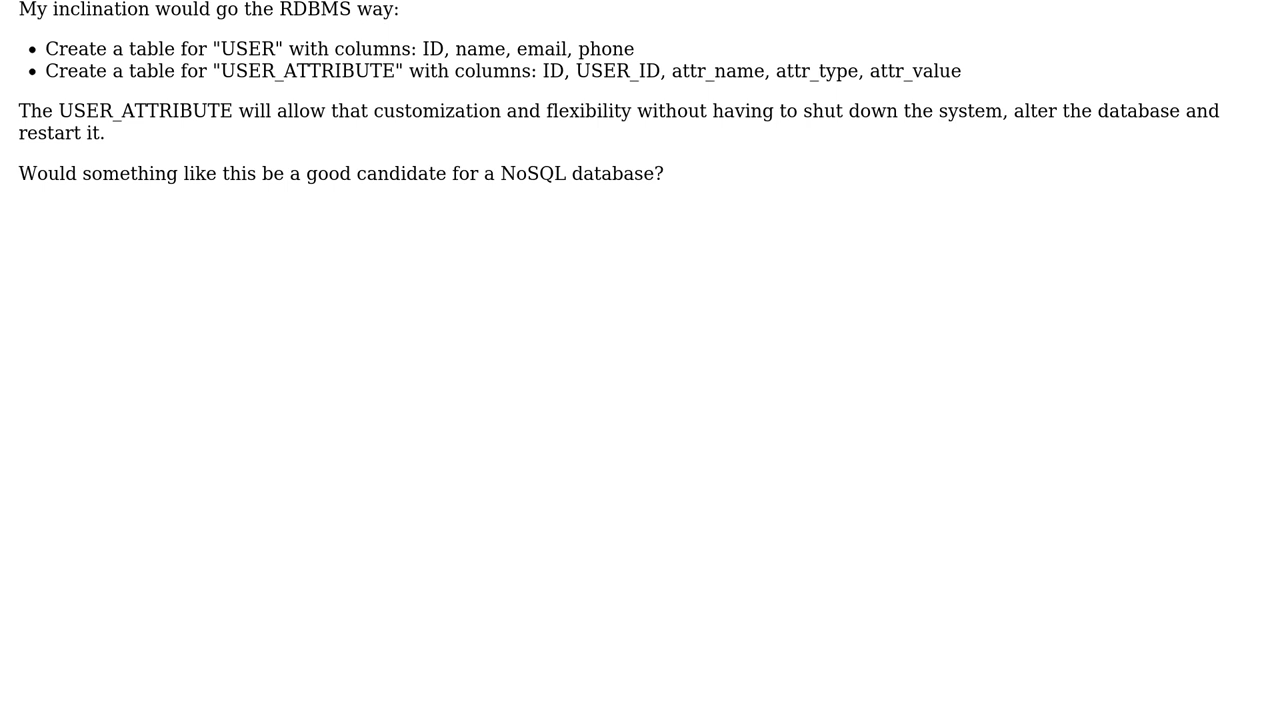 My inclination would go the RDBMS way:
• Create a table for "USER" with columns: ID, name, email, phone
• Create a table for "USER_ATTRIBUTE" with columns: ID, USER_ID, attr_name, attr_type, attr_value
The USER_ATTRIBUTE will allow that customization and flexibility without having to shut down the system, alter the database and
restart it.
Would something like this be a good candidate for a NoSQL database?